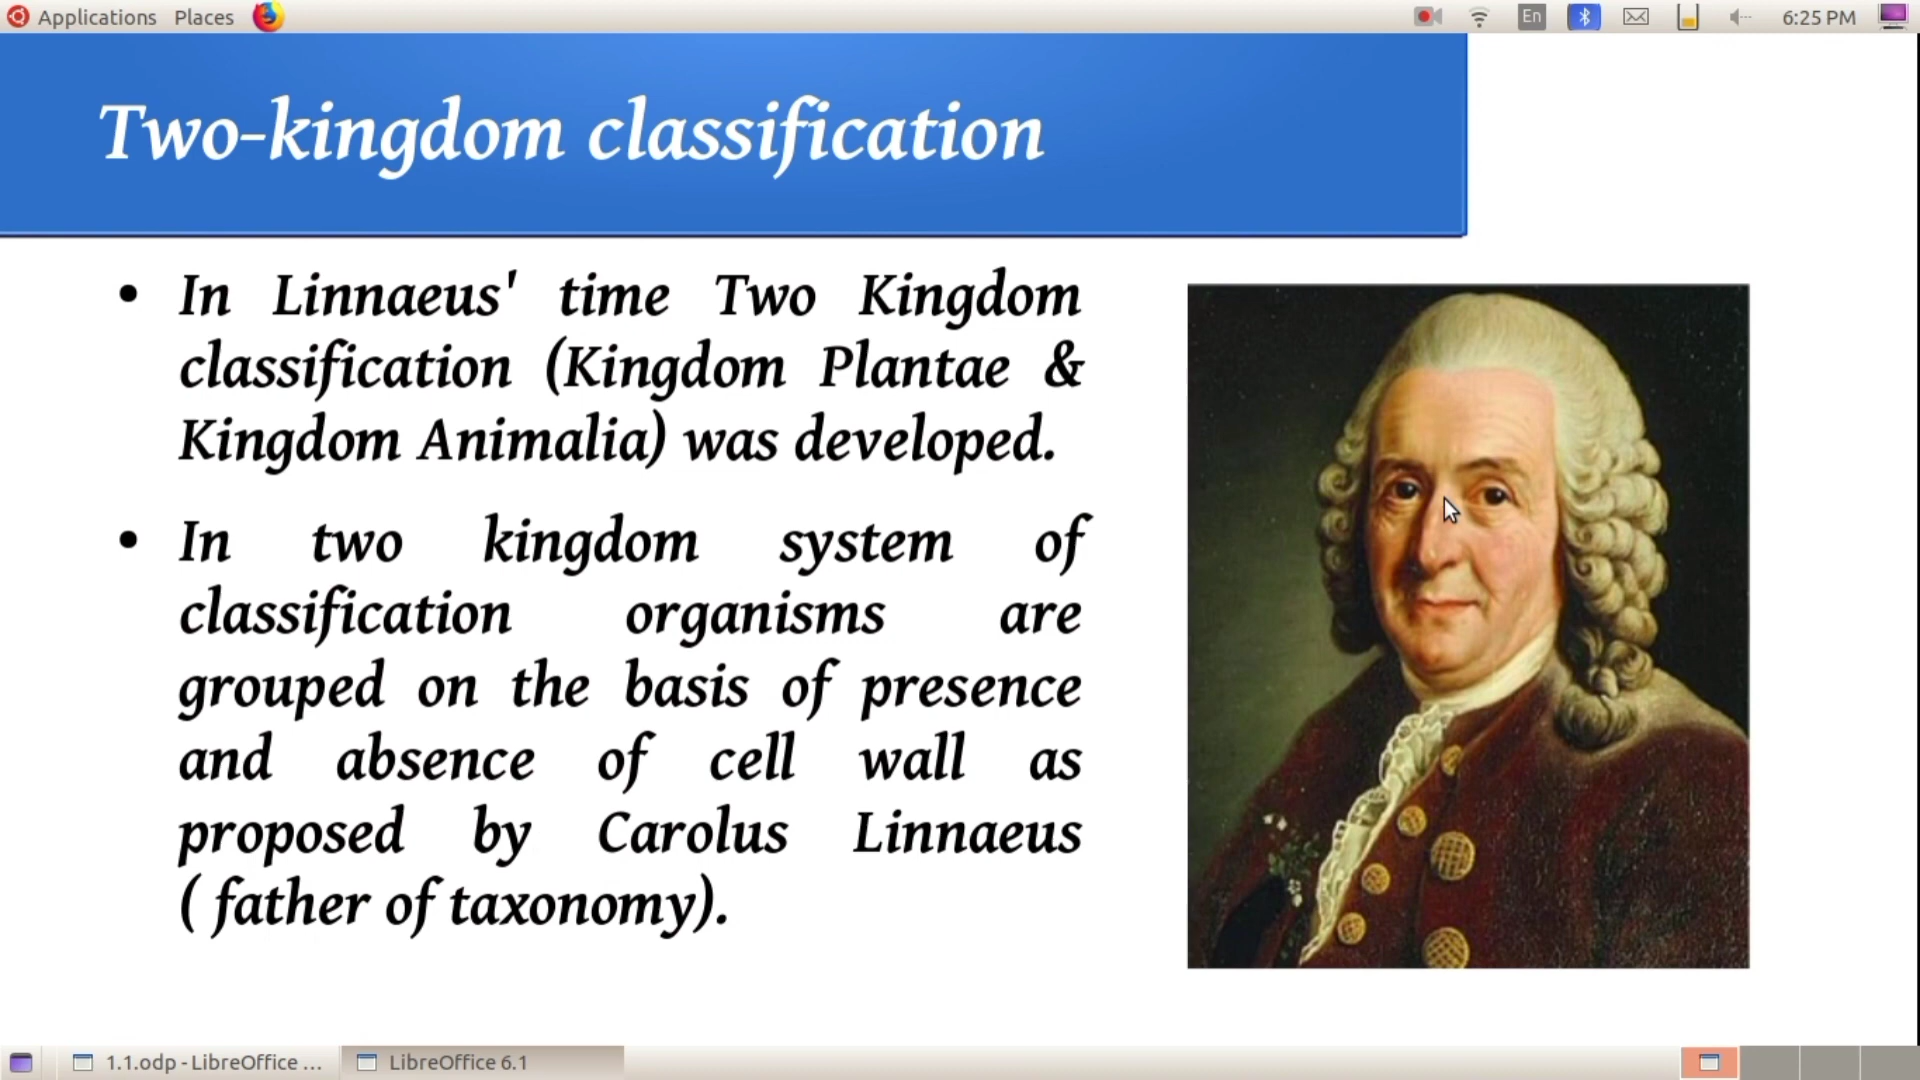 Applications Places
En
6:25 PM
Two-kingdom classification
• In Linnaeus' time Two Kingdom
classification (Kingdom Plantae &
Kingdom Animalia) was developed.
• In two kingdom system of
classification organisms are
grouped on the basis of presence
and absence of cell wall as
proposed by Carolus Linnaeus
( father of taxonomy).
1.1.odp - LibreOffice ...
LibreOffice 6.1